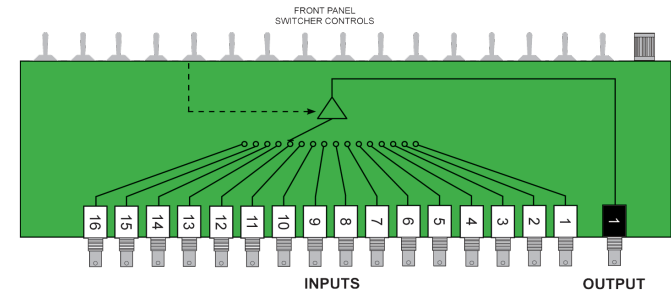 FRONT PANEL
SWITCHER CONTROLS
16 15 14 13 12 11 10 9 8 7 6 5 4 3 2 1 1
INPUTS OUTPUT